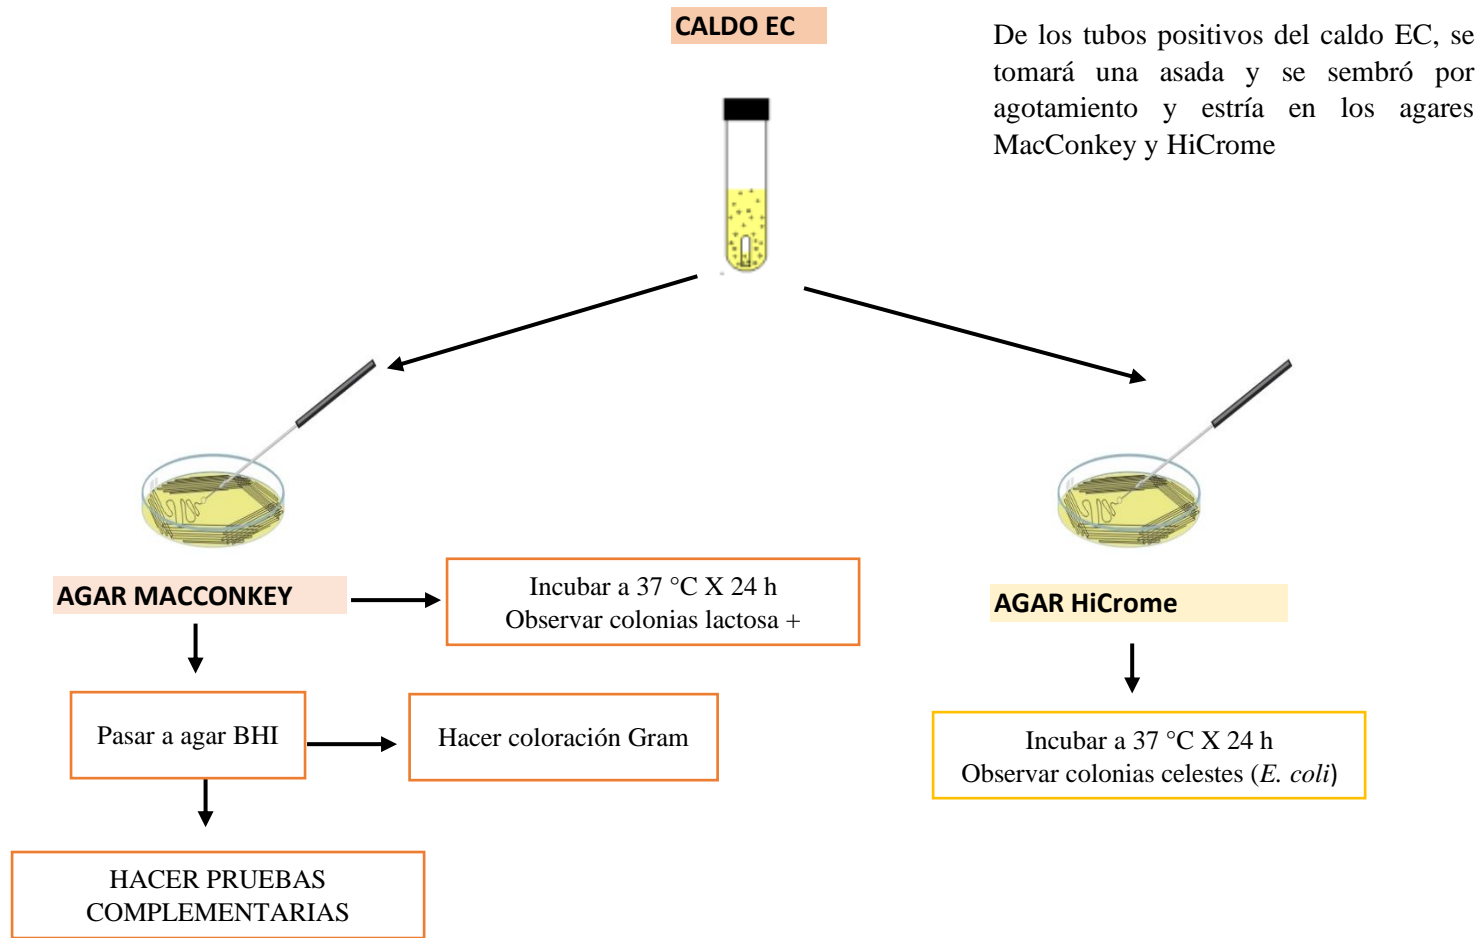 CALDO EC
De los tubos positivos del caldo EC, se
tomará una asada y se sembró por
agotamiento y estría en los agares
MacConkey y HiCrome
AGAR MACCONKEY
Incubar a 37 °C X 24 h
Observar colonias lactosa +
AGAR HiCrome
Pasar a agar BHI
Hacer coloración Gram
Incubar a 37 °C X 24 h
Observar colonias celestes (E. coli)
HACER PRUEBAS
COMPLEMENTARIAS